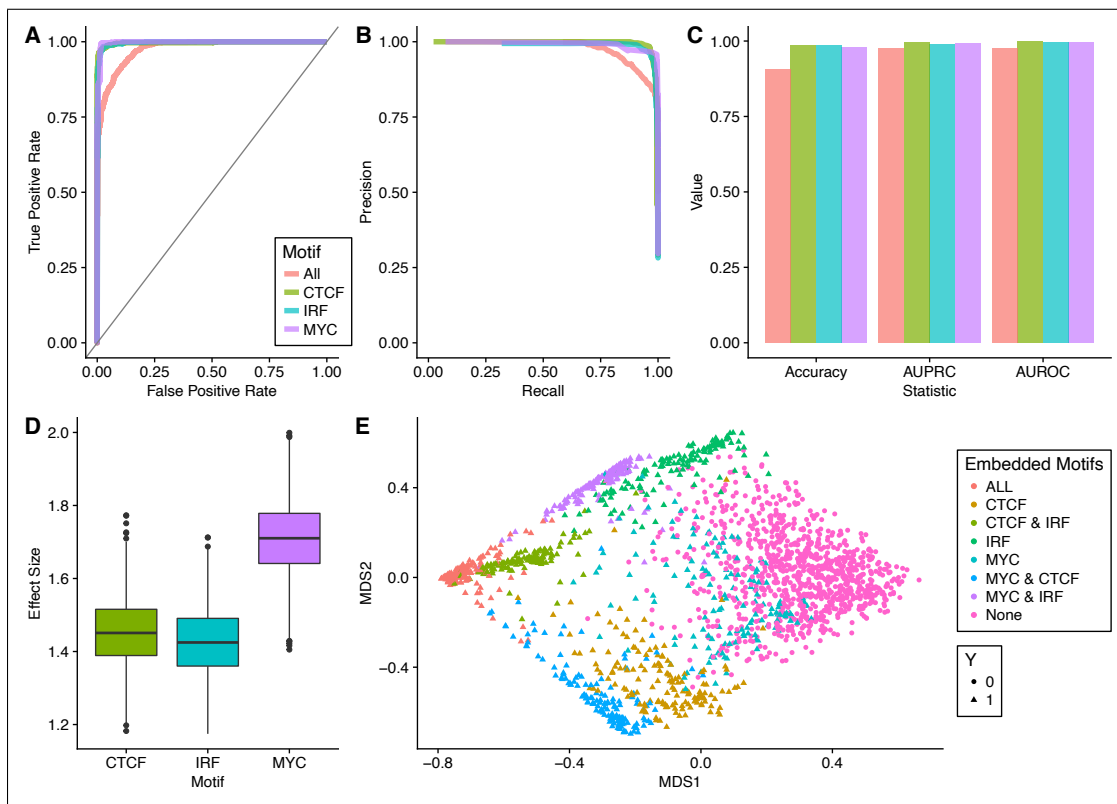 A
1.00
0.75
0.50
0.25
0.00
True Positive Rate
0.00 0.25 0.50 0.75 1.00
False Positive Rate
Motif
All
CTCF
IRF
MYC
B
1.00
0.75
0.50
0.25
0.00
Precision
0.00 0.25 0.50 0.75 1.00
Recall
C
1.00
0.75
0.50
0.25
0.00
Value
Accuracy AUPRC AUROC
Statistic
D
2.0
1.8
1.6
1.4
1.2
Effect Size
CTCF IRF MYC
Motif
E
0.4
0.0
−0.4
MDS2
−0.8 −0.4 0.0 0.4
MDS1
Embedded Motifs
ALL
CTCF
CTCF & IRF
IRF
MYC
MYC & CTCF
MYC & IRF
None
Y
0
1